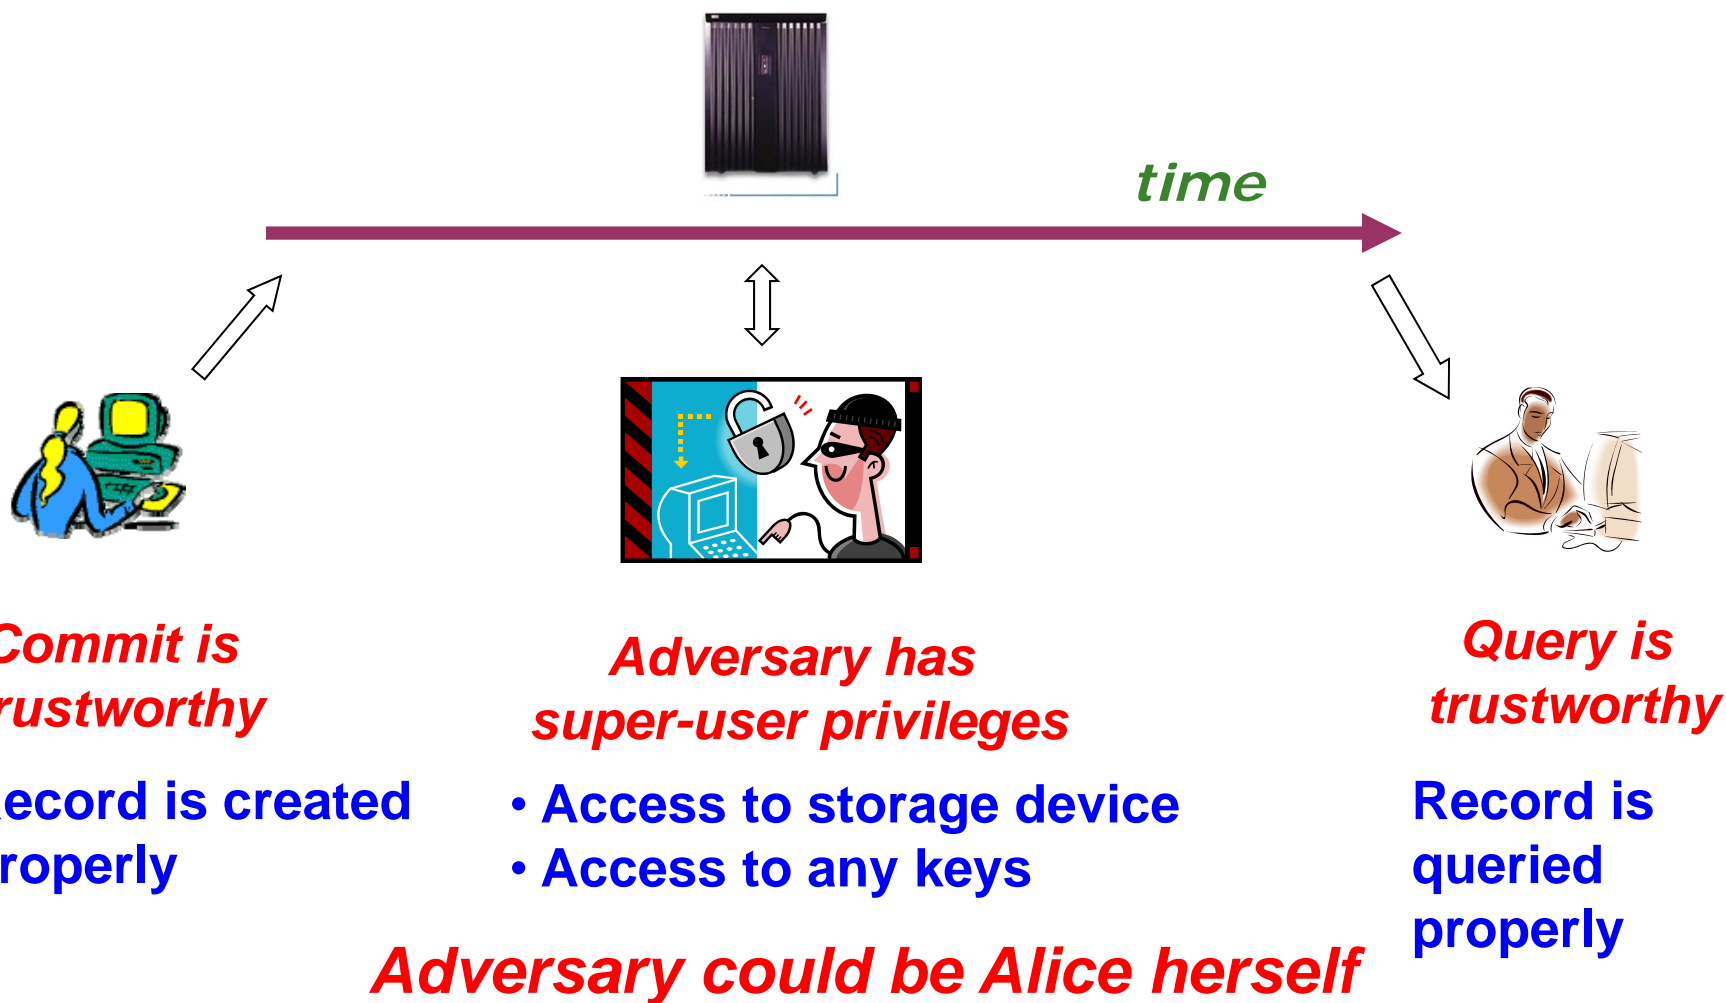 time
Commit is
rustworthy
ecord is created
roperly
Adversary has
super-user privileges
• Access to storage device
• Access to any keys
Query is
trustworthy
Record is
queried
properly
Adversary could be Alice herself